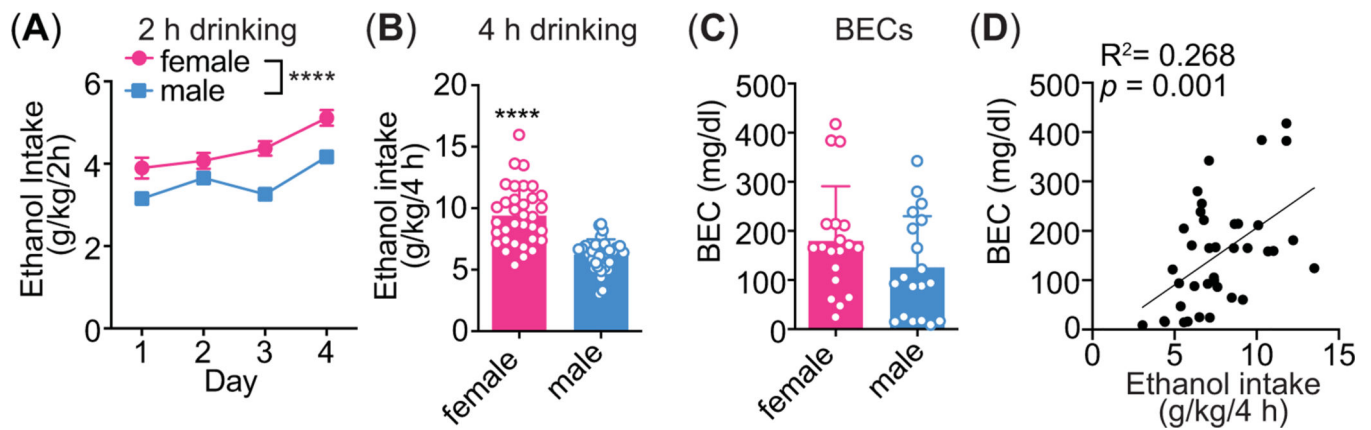 (A) 2 h drinking
female
male
****
Ethanol Intake
(g/kg/2h)
6
4
2
0
1 2 3 4
Day
(B) 4 h drinking
Ethanol intake
(g/kg/4 h)
20
15
10
5
0
****
female male
(C) BECs
BEC (mg/dl)
500
400
300
200
100
0
female male
(D)
R²= 0.268
p = 0.001
BEC (mg/dl)
500
400
300
200
100
0
0 5 10 15
Ethanol intake
(g/kg/4 h)